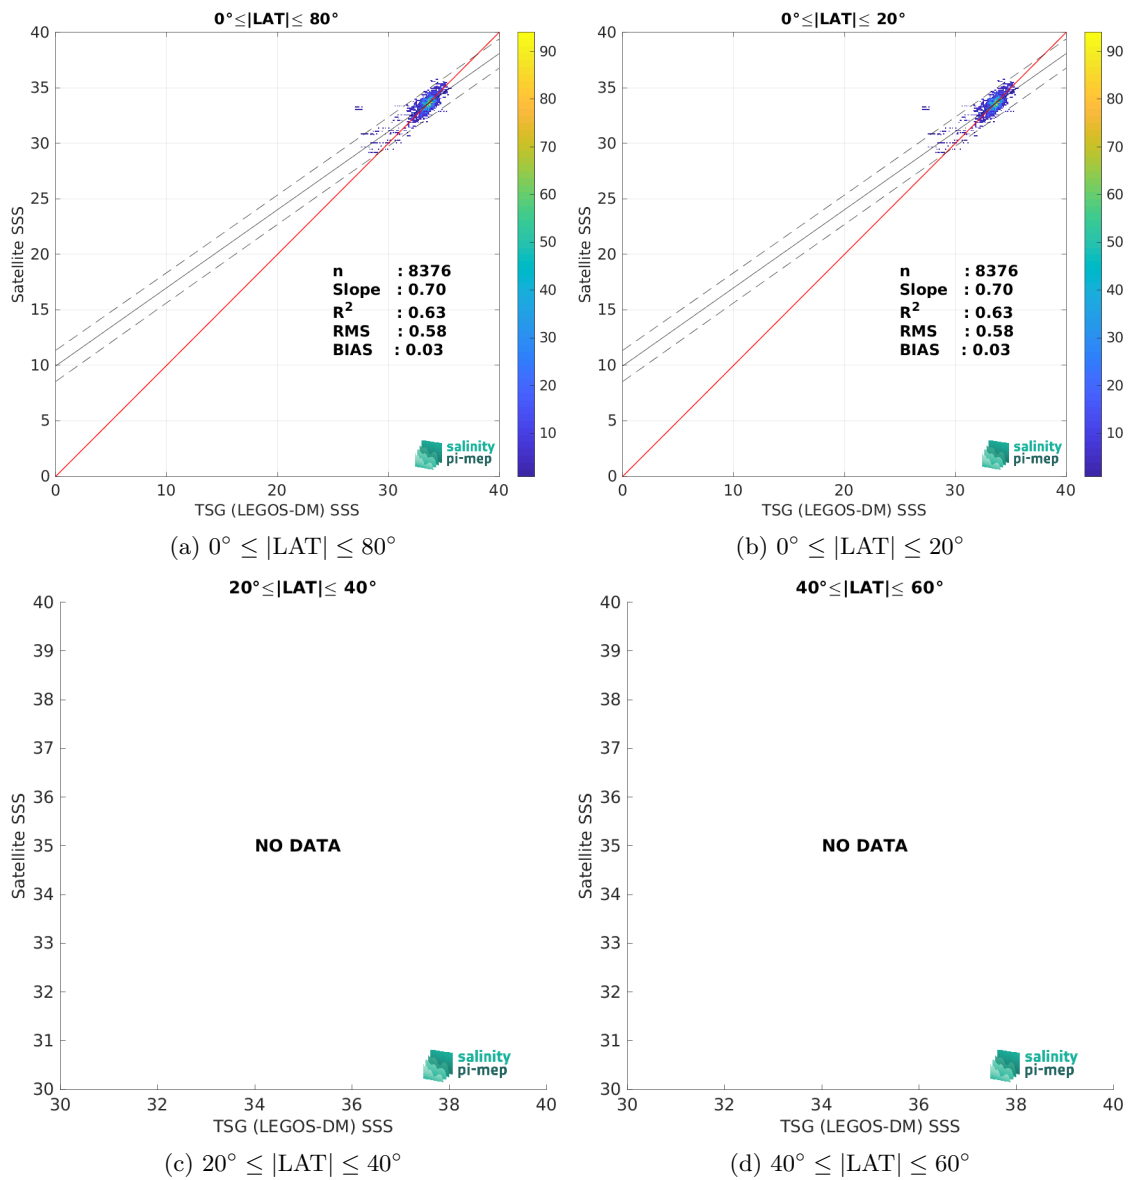 0°≤|LAT|≤ 80°
40
35
30
25
20
15
10
5
0
Satellite SSS
0
10
20
30
40
TSG (LEGOS-DM) SSS
90
80
70
60
50
40
30
20
10
n : 8376
Slope : 0.70
R² : 0.63
RMS : 0.58
BIAS : 0.03
salinity
pi-mep
(a) 0° ≤ |LAT| ≤ 80°
0°≤|LAT|≤ 20°
40
35
30
25
20
15
10
5
0
Satellite SSS
0
10
20
30
40
TSG (LEGOS-DM) SSS
90
80
70
60
50
40
30
20
10
n : 8376
Slope : 0.70
R² : 0.63
RMS : 0.58
BIAS : 0.03
salinity
pi-mep
(b) 0° ≤ |LAT| ≤ 20°
20°≤|LAT|≤ 40°
40
39
38
37
36
35
34
33
32
31
30
Satellite SSS
NO DATA
salinity
pi-mep
30
32
34
36
38
40
TSG (LEGOS-DM) SSS
(c) 20° ≤ |LAT| ≤ 40°
40°≤|LAT|≤ 60°
40
39
38
37
36
35
34
33
32
31
30
Satellite SSS
NO DATA
salinity
pi-mep
30
32
34
36
38
40
TSG (LEGOS-DM) SSS
(d) 40° ≤ |LAT| ≤ 60°